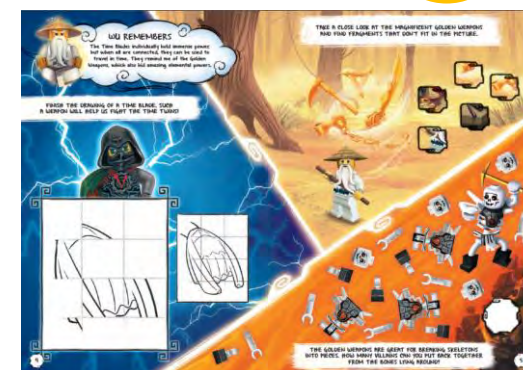 WU REMEMBERS
The Time Blades individually hold immense power
but when all are connected, they can be used
to travel in time. They remind me of the Golden
Weapons, which also hid amazing elemental powers.
FINISH THE DRAWING OF A TIME BLADE. SUCH
A WEAPON WILL HELP US FIGHT THE TIME TWINS!
TAKE A CLOSE LOOK AT THE MAGNIFICENT GOLDEN WEAPONS
AND FIND FRAGMENTS THAT DON'T FIT IN THE PICTURE.
THE GOLDEN WEAPONS ARE GREAT FOR BREAKING SKELETONS
INTO PIECES. HOW MANY VILLAINS CAN YOU PUT BACK TOGETHER
FROM THE BONES LYING AROUND?